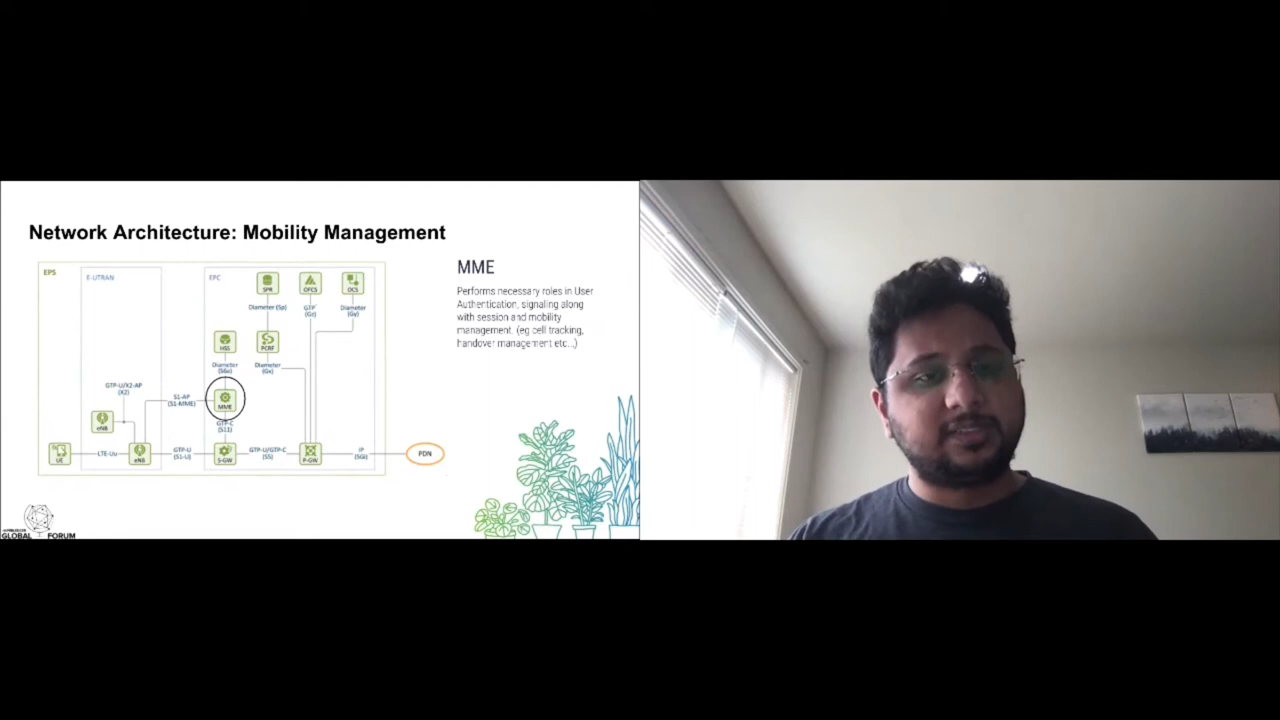 Network Architecture: Mobility Management
EPS
E-UTRAN
EPC
SPR
OFCS
OCS
Diameter (Sp)
GTP'
(Gz)
Diameter
(Gy)
HSS
PCRF
Diameter
(S6a)
Diameter
(Gx)
GTP-U/X2-AP
(X2)
S1-AP
(S1-MME)
MME
eNB
GTP-C
(S11)
UE
LTE-Uu
eNB
GTP-U
(S1-U)
S-GW
GTP-U/GTP-C
(S5)
P-GW
IP
(SGi)
PDN
MME
Performs necessary roles in User
Authentication, signaling along
with session and mobility
management. (eg cell tracking,
handover management etc...)
HYPERLEDGER
GLOBAL FORUM